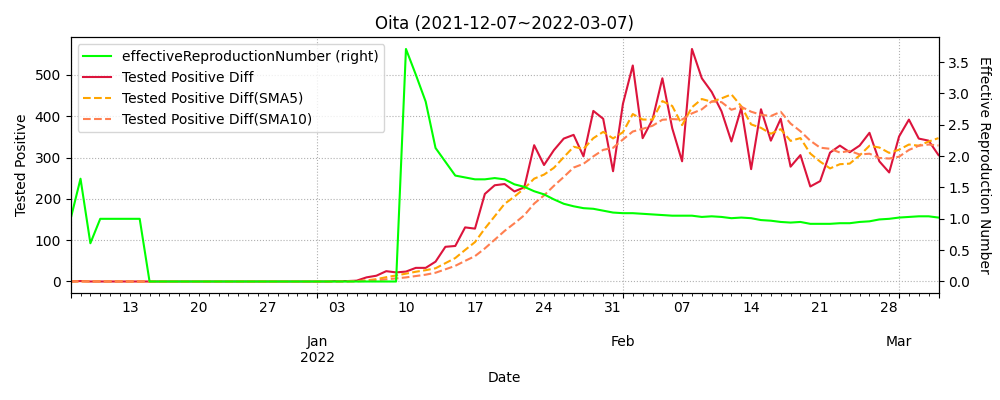 Oita (2021-12-07~2022-03-07)
effectiveReproductionNumber (right)
Tested Positive Diff
Tested Positive Diff(SMA5)
Tested Positive Diff(SMA10)
Tested Positive
500
400
300
200
100
0
Effective Reproduction Number
3.5
3.0
2.5
2.0
1.5
1.0
0.5
0.0
13 20 27 03 10 17 24 31 07 14 21 28
Jan Feb Mar
2022
Date